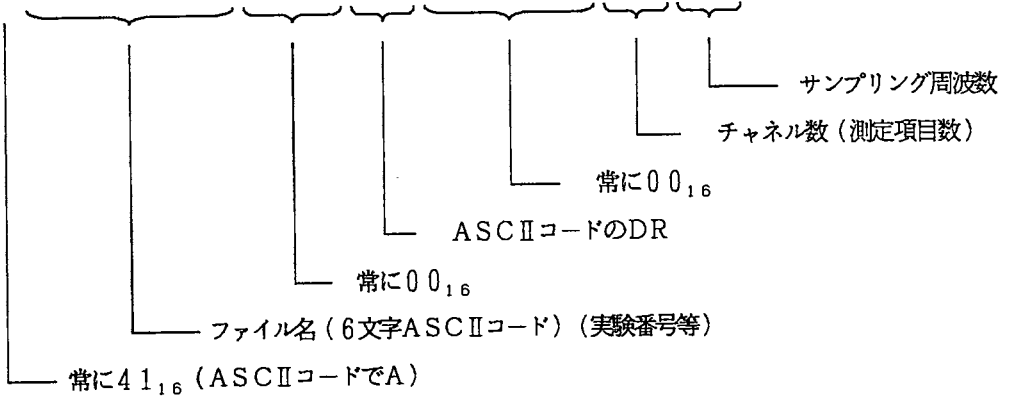 サンプリング周波数
チャネル数(測定項目数)
常に00₁₆
ASCⅡコードのDR
常に00₁₆
ファイル名(6文字ASCⅡコード)(実験番号等)
常に41₁₆(ASCⅡコードでA)